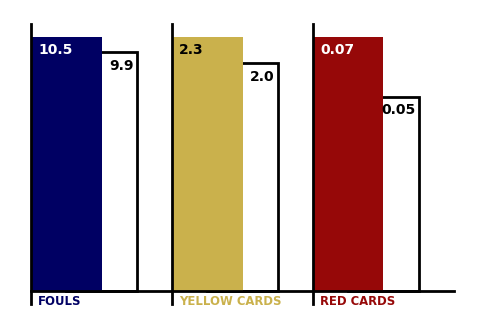 10.5
9.9
2.3
2.0
0.07
0.05
FOULS
YELLOW CARDS
RED CARDS